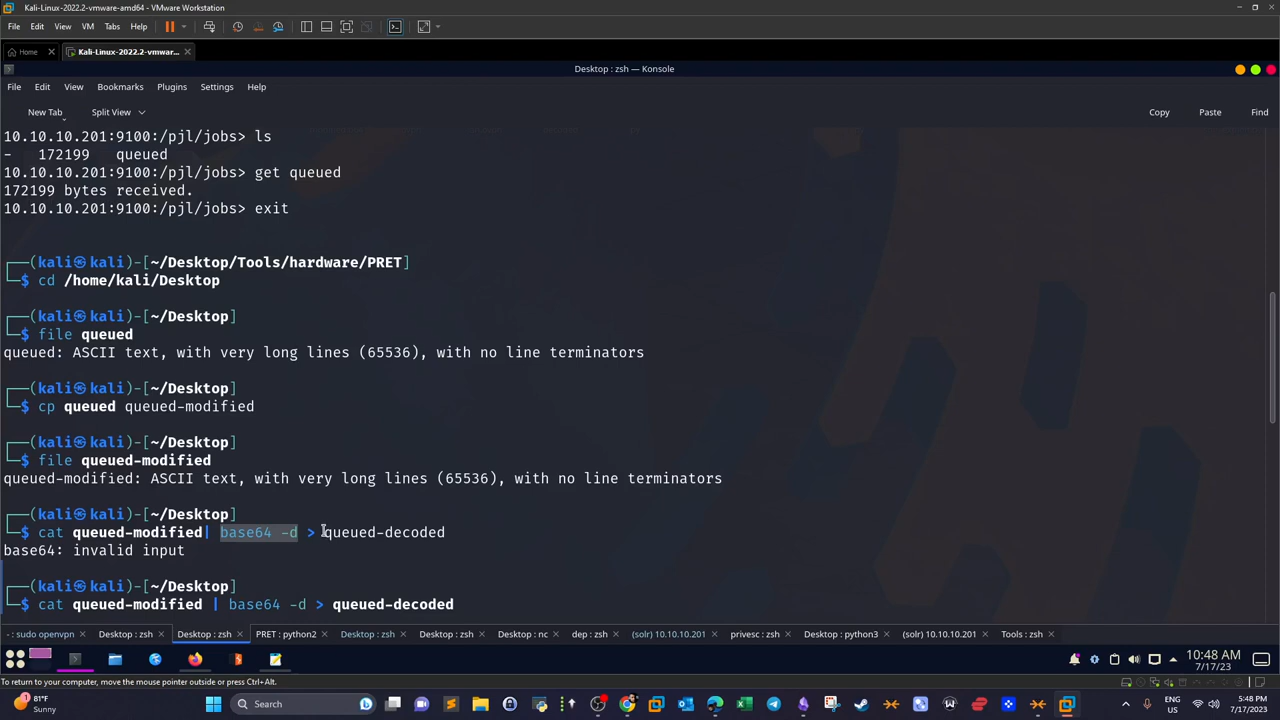 Kali-Linux-2022.2-vmware-amd64 - VMware Workstation
File Edit View VM Tabs Help
Home Kali-Linux-2022.2-vmwar...
Desktop : zsh — Konsole
File Edit View Bookmarks Plugins Settings Help
New Tab Split View Copy Paste Find
10.10.10.201:9100:/pjl/jobs> ls
- 172199 queued
10.10.10.201:9100:/pjl/jobs> get queued
172199 bytes received.
10.10.10.201:9100:/pjl/jobs> exit
┌──(kali㉿kali)-[~/Desktop/Tools/hardware/PRET]
└─$ cd /home/kali/Desktop
┌──(kali㉿kali)-[~/Desktop]
└─$ file queued
queued: ASCII text, with very long lines (65536), with no line terminators
┌──(kali㉿kali)-[~/Desktop]
└─$ cp queued queued-modified
┌──(kali㉿kali)-[~/Desktop]
└─$ file queued-modified
queued-modified: ASCII text, with very long lines (65536), with no line terminators
┌──(kali㉿kali)-[~/Desktop]
└─$ cat queued-modified| base64 -d > queued-decoded
base64: invalid input
┌──(kali㉿kali)-[~/Desktop]
└─$ cat queued-modified | base64 -d > queued-decoded
- : sudo openvpn Desktop : zsh Desktop : zsh PRET : python2 Desktop : zsh Desktop : zsh Desktop : nc dep : zsh (solr) 10.10.10.201 privesc : zsh Desktop : python3 (solr) 10.10.10.201 Tools : zsh
10:48 AM
7/17/23
To return to your computer, move the mouse pointer outside or press Ctrl+Alt.
81°F
Sunny
Search
ENG
US
5:48 PM
7/17/2023